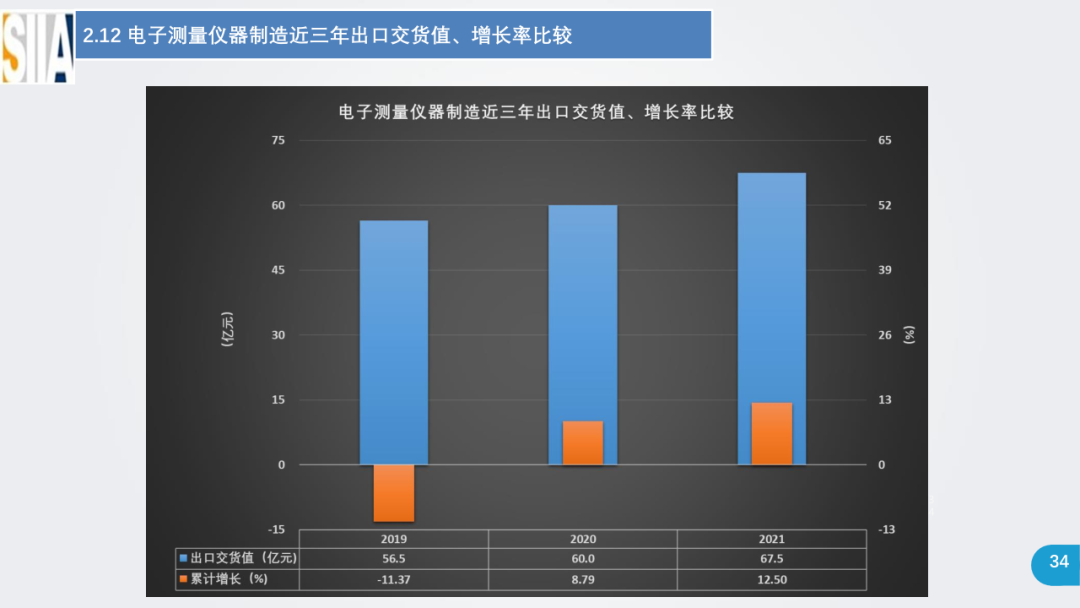 SIIA
2.12 电子测量仪器制造近三年出口交货值、增长率比较
电子测量仪器制造近三年出口交货值、增长率比较
75 65
60 52
45 39
(亿元) 30 26 (%)
15 13
0 0
-15 -13
2019 2020 2021
出口交货值（亿元) 56.5 60.0 67.5
累计增长（%) -11.37 8.79 12.50
34